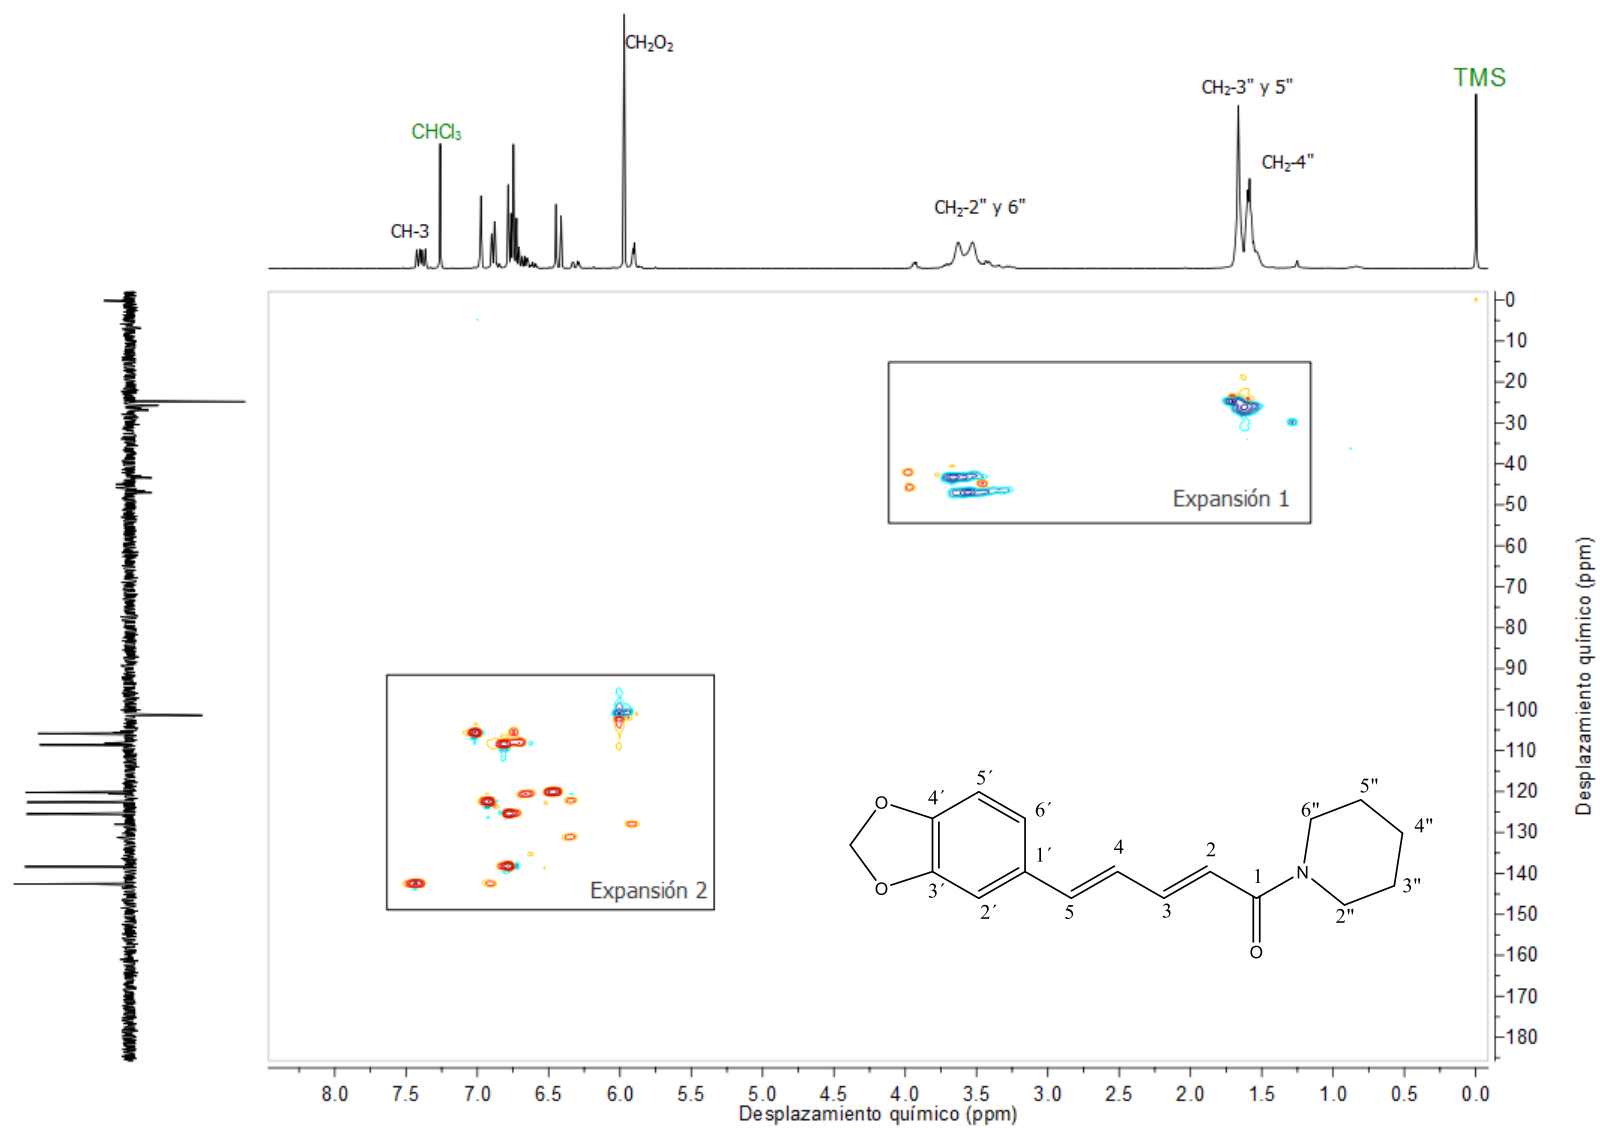 CH₂O₂
TMS
CH₂-3" y 5"
CHCl₃
CH₂-4"
CH₂-2" y 6"
CH-3
0
10
20
30
40
50
60
70
80
90
100
110
120
130
140
150
160
170
180
Desplazamiento químico (ppm)
Expansión 1
Expansión 2
5´
4´
6´
1´
3´
2´
O
O
5
4
3
2
1
O
N
6"
5"
4"
3"
2"
8.0 7.5 7.0 6.5 6.0 5.5 5.0 4.5 4.0 3.5 3.0 2.5 2.0 1.5 1.0 0.5 0.0
Desplazamiento químico (ppm)